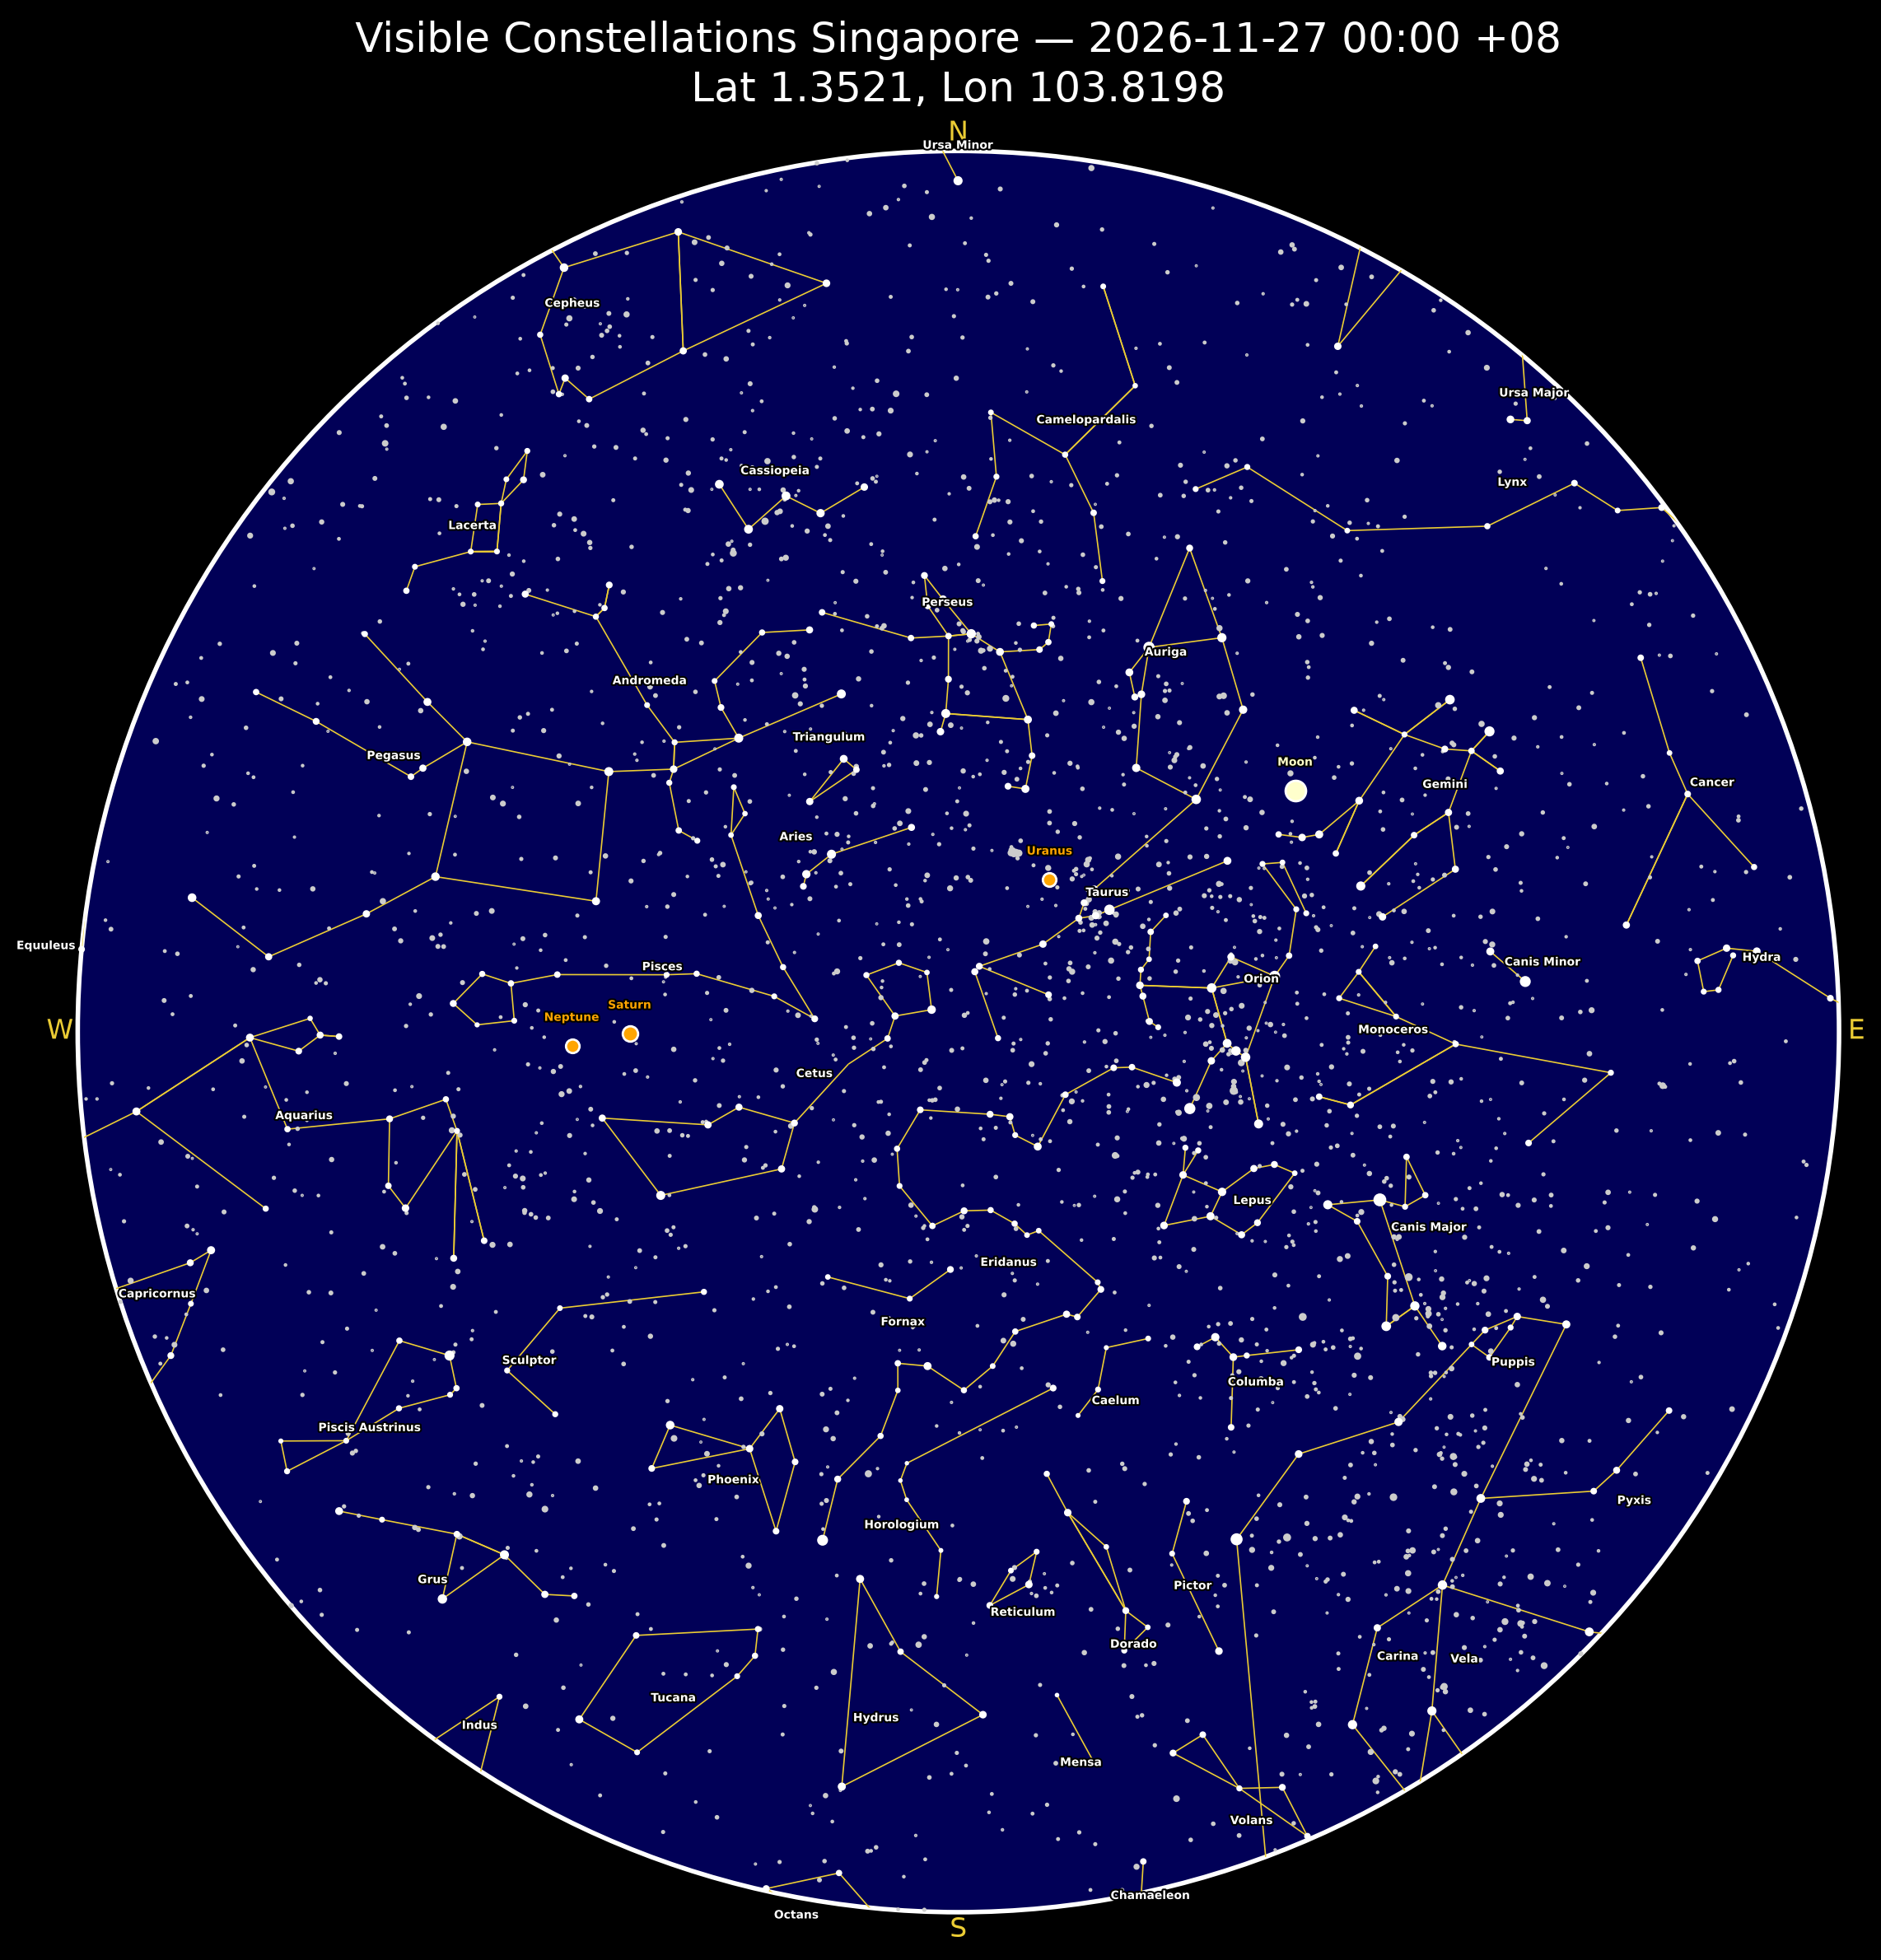 Visible Constellations Singapore — 2026-11-27 00:00 +08
Lat 1.3521, Lon 103.8198
N
Ursa Minor
Cepheus
Ursa Major
Camelopardalis
Cassiopeia
Lynx
Lacerta
Perseus
Auriga
Andromeda
Triangulum
Pegasus
Moon
Gemini
Cancer
Aries
Uranus
Taurus
Equuleus
Pisces
Canis Minor
Hydra
Orion
Saturn
Neptune
W
Monoceros
E
Cetus
Aquarius
Lepus
Canis Major
Eridanus
Capricornus
Fornax
Sculptor
Puppis
Columba
Caelum
Piscis Austrinus
Phoenix
Pyxis
Horologium
Grus
Pictor
Reticulum
Dorado
Carina
Vela
Tucana
Hydrus
Indus
Mensa
Volans
Chamaeleon
Octans
S